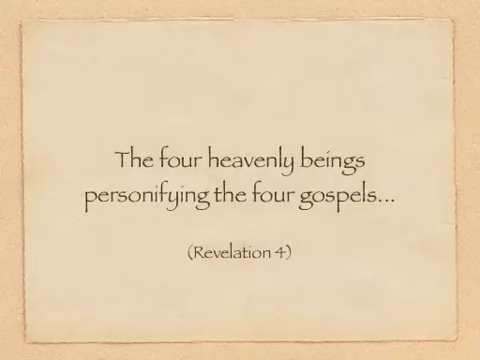 The four heavenly beings
personifying the four gospels...
(Revelation 4)